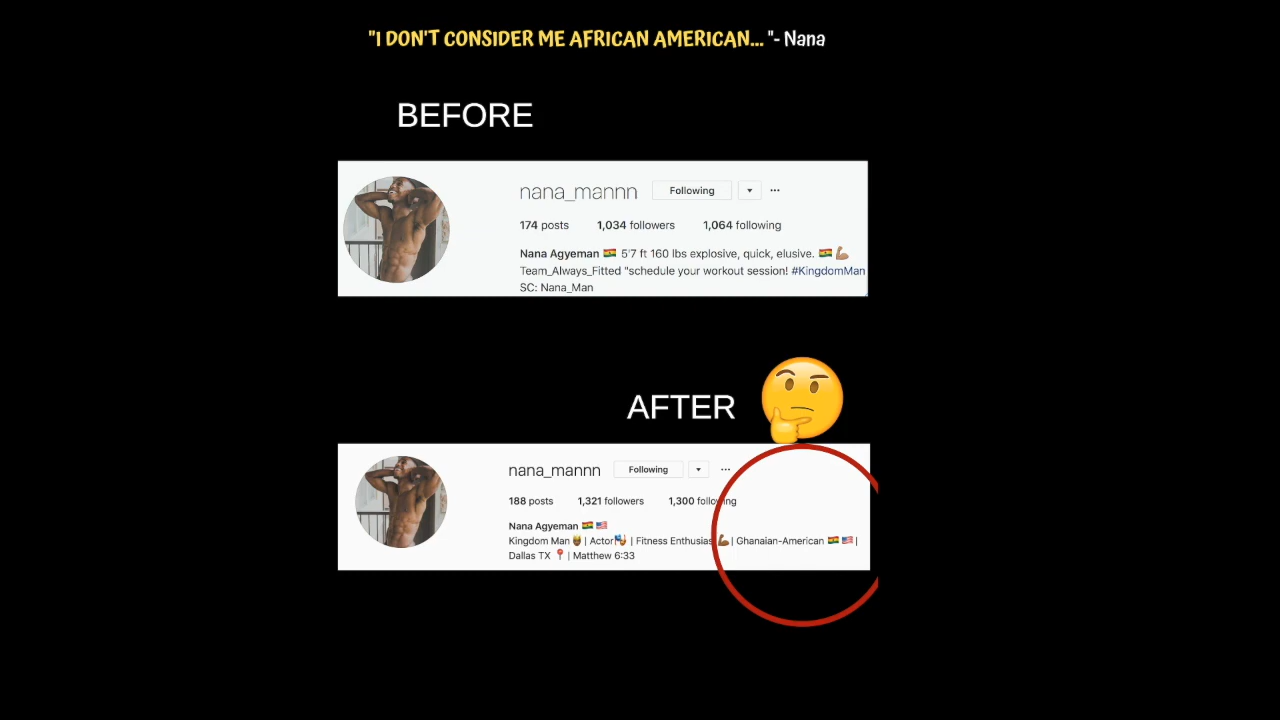 "I DON'T CONSIDER ME AFRICAN AMERICAN... "- Nana
BEFORE
nana_mannn Following ▾ ···
174 posts 1,034 followers 1,064 following
Nana Agyeman 🇬🇭 5'7 ft 160 lbs explosive, quick, elusive. 🇬🇭 💪🏽
Team_Always_Fitted "schedule your workout session! #KingdomMan
SC: Nana_Man
AFTER
nana_mannn Following ▾ ···
188 posts 1,321 followers 1,300 following
Nana Agyeman 🇬🇭 🇺🇸
Kingdom Man | Actor🎭 | Fitness Enthusias 💪🏽| Ghanaian-American 🇬🇭 🇺🇸 |
Dallas TX 📍 | Matthew 6:33